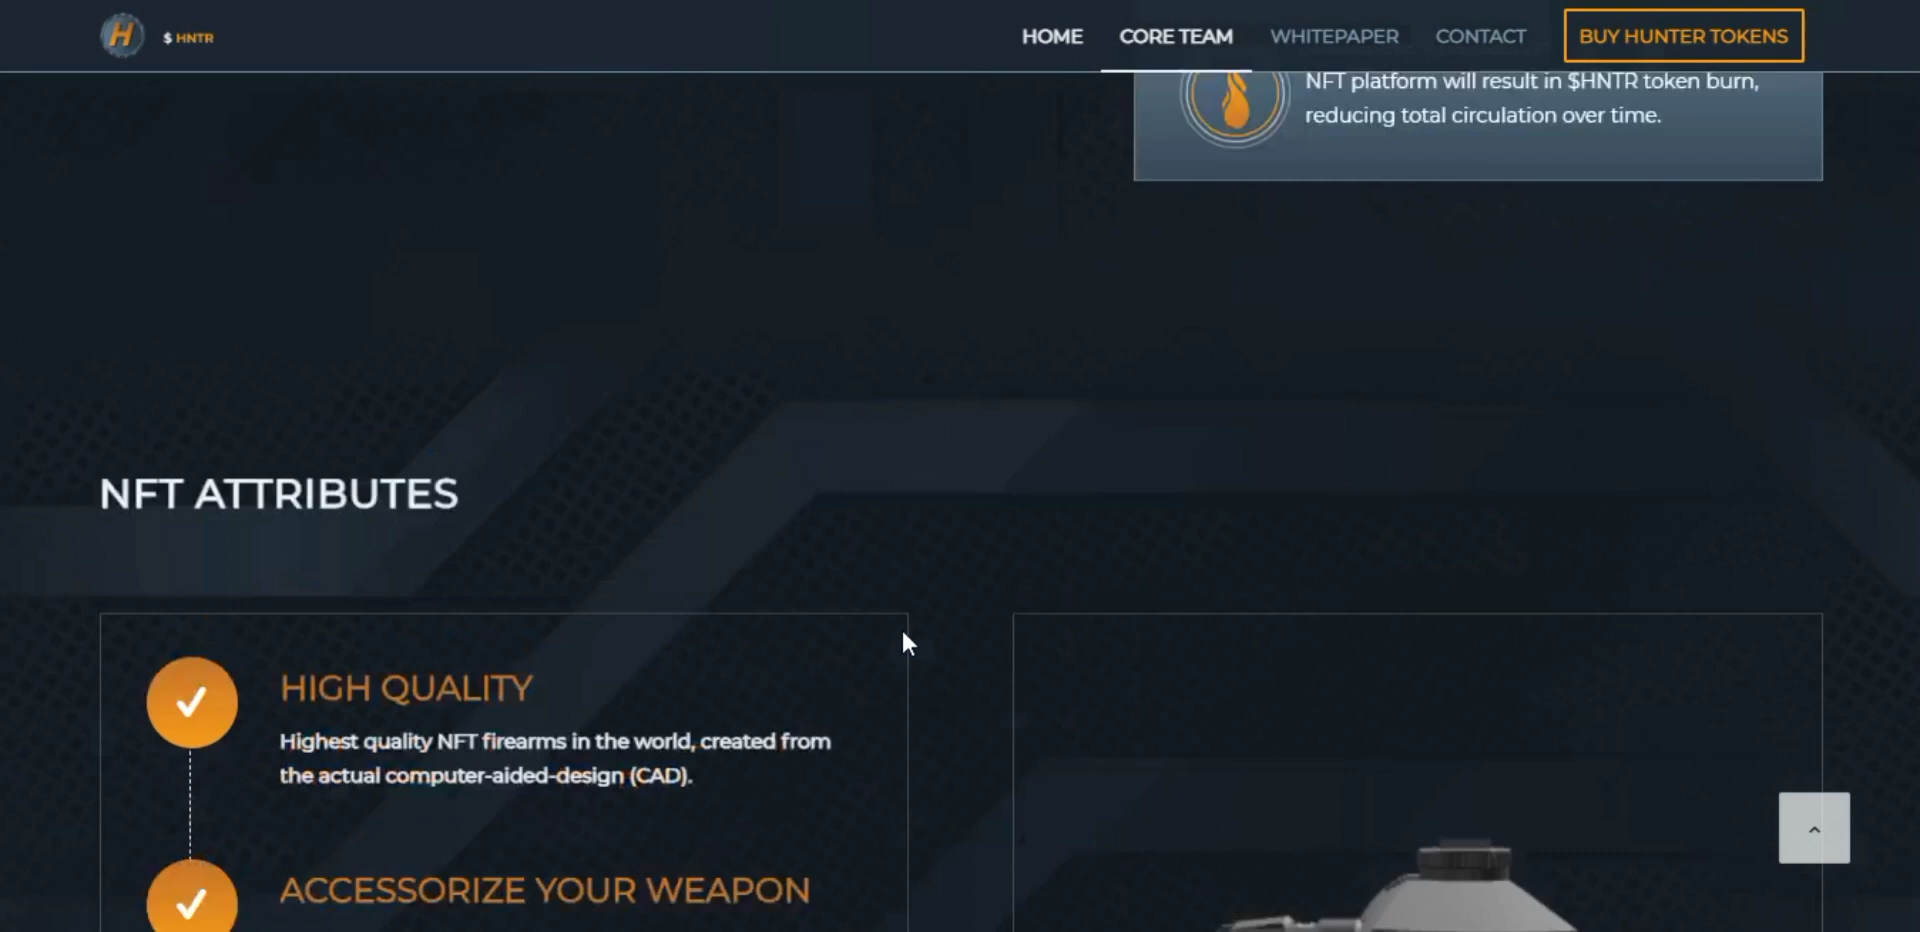 H $ HNTR HOME CORE TEAM WHITEPAPER CONTACT BUY HUNTER TOKENS
NFT platform will result in $HNTR token burn,
reducing total circulation over time.
NFT ATTRIBUTES
HIGH QUALITY
Highest quality NFT firearms in the world, created from
the actual computer-aided-design (CAD).
ACCESSORIZE YOUR WEAPON